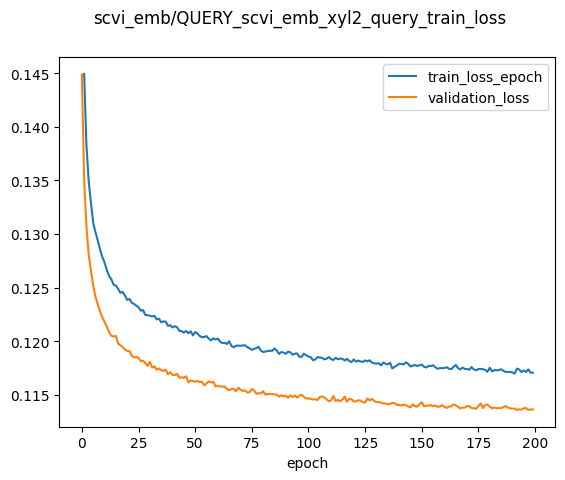 scvi_emb/QUERY_scvi_emb_xyl2_query_train_loss
train_loss_epoch
validation_loss
0.145
0.140
0.135
0.130
0.125
0.120
0.115
0 25 50 75 100 125 150 175 200
epoch